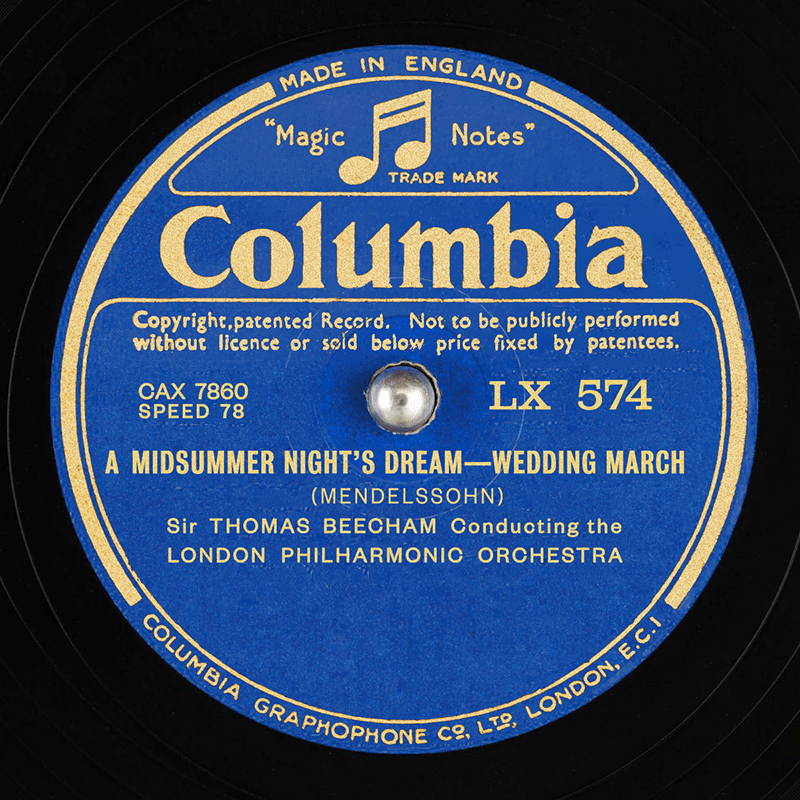 MADE IN ENGLAND
"Magic Notes"
TRADE MARK
Columbia
Copyright, patented Record. Not to be publicly performed
without licence or sold below price fixed by patentees.
CAX 7860
SPEED 78
LX 574
A MIDSUMMER NIGHT'S DREAM—WEDDING MARCH
(MENDELSSOHN)
Sir THOMAS BEECHAM Conducting the
LONDON PHILHARMONIC ORCHESTRA
COLUMBIA GRAPHOPHONE Cº, LTD, LONDON, E.C.1